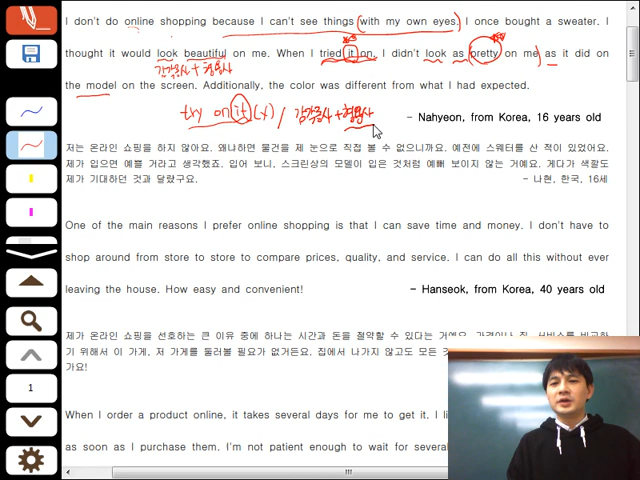 I don't do online shopping because I can't see things with my own eyes. I once bought a sweater. I
thought it would look beautiful on me. When I tried it on, I didn't look as pretty on me as it did on
감각동사+형용사
the model on the screen. Additionally, the color was different from what I had expected.
try on it (x) / 감각동사+형용사
- Nahyeon, from Korea, 16 years old
저는 온라인 쇼핑을 하지 않아요. 왜냐하면 물건을 제 눈으로 직접 볼 수 없으니까요. 예전에 스웨터를 산 적이 있었어요.
제가 입으면 예쁠 거라고 생각했죠. 입어 보니, 스크린상의 모델이 입은 것처럼 예뻐 보이지 않는 거예요. 게다가 색깔도
제가 기대하던 것과 달랐구요.
- 나현, 한국, 16세
One of the main reasons I prefer online shopping is that I can save time and money. I don't have to
shop around from store to store to compare prices, quality, and service. I can do all this without ever
leaving the house. How easy and convenient!
- Hanseok, from Korea, 40 years old
제가 온라인 쇼핑을 선호하는 큰 이유 중에 하나는 시간과 돈을 절약할 수 있다는 거예요. 가격이나 질, 서비스를 비교하
기 위해서 이 가게, 저 가게를 둘러볼 필요가 없거든요. 집에서 나가지 않고도 모든 것
가요!
When I order a product online, it takes several days for me to get it. I li
as soon as I purchase them. I'm not patient enough to wait for several
1